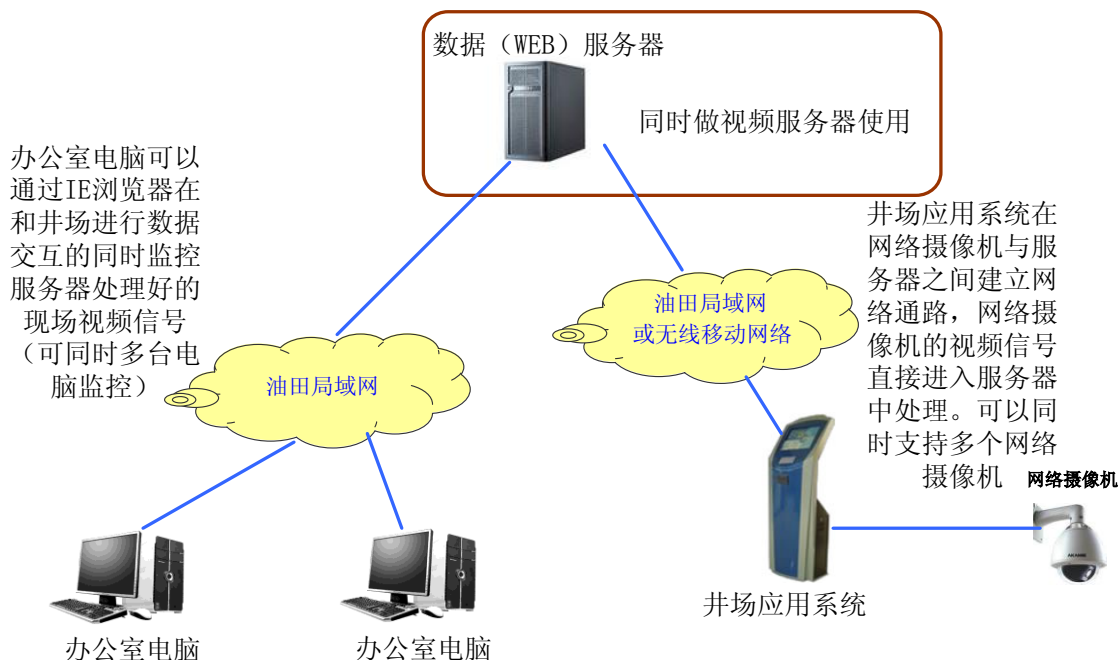 数据（WEB）服务器
同时做视频服务器使用
办公室电脑可以
通过IE浏览器在
和井场进行数据
交互的同时监控
服务器处理好的
现场视频信号
（可同时多台电
脑监控）
井场应用系统在
网络摄像机与服
务器之间建立网
络通路，网络摄
像机的视频信号
直接进入服务器
中处理。可以同
时支持多个网络
摄像机
油田局域网
或无线移动网络
油田局域网
网络摄像机
井场应用系统
办公室电脑
办公室电脑